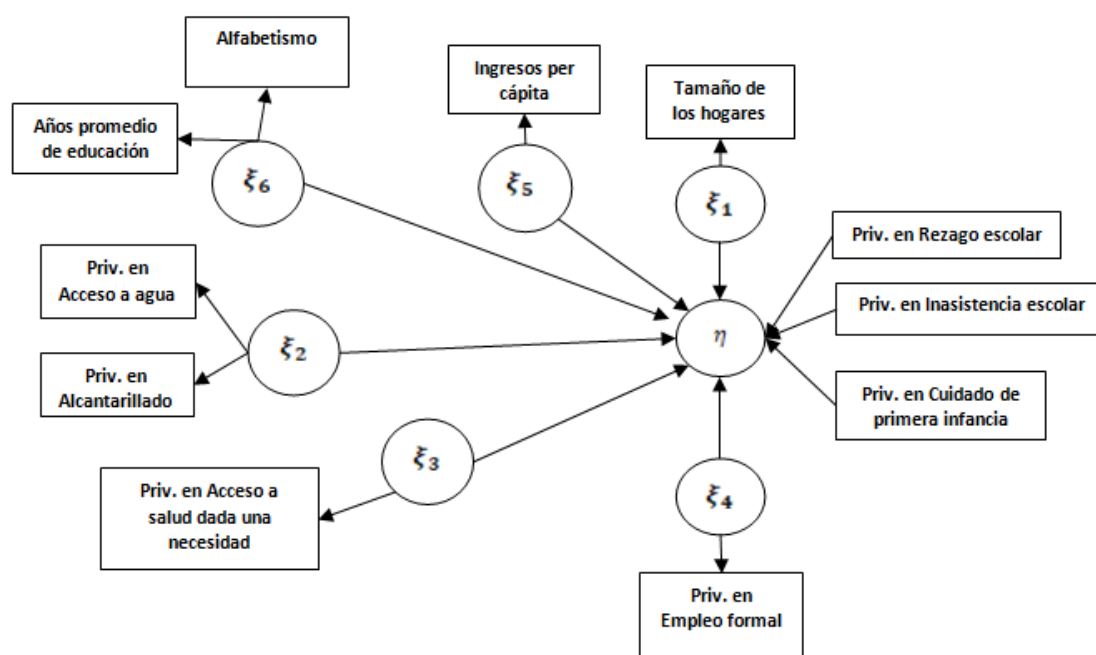 Alfabetismo
Ingresos per
cápita
Tamaño de
los hogares
Años promedio
de educación
ξ6
ξ5
ξ1
Priv. en Rezago escolar
Priv. en
Acceso a agua
Priv. en Inasistencia escolar
ξ2
η
Priv. en
Alcantarillado
Priv. en Cuidado de
primera infancia
ξ3
Priv. en Acceso a
salud dada una
necesidad
ξ4
Priv. en
Empleo formal